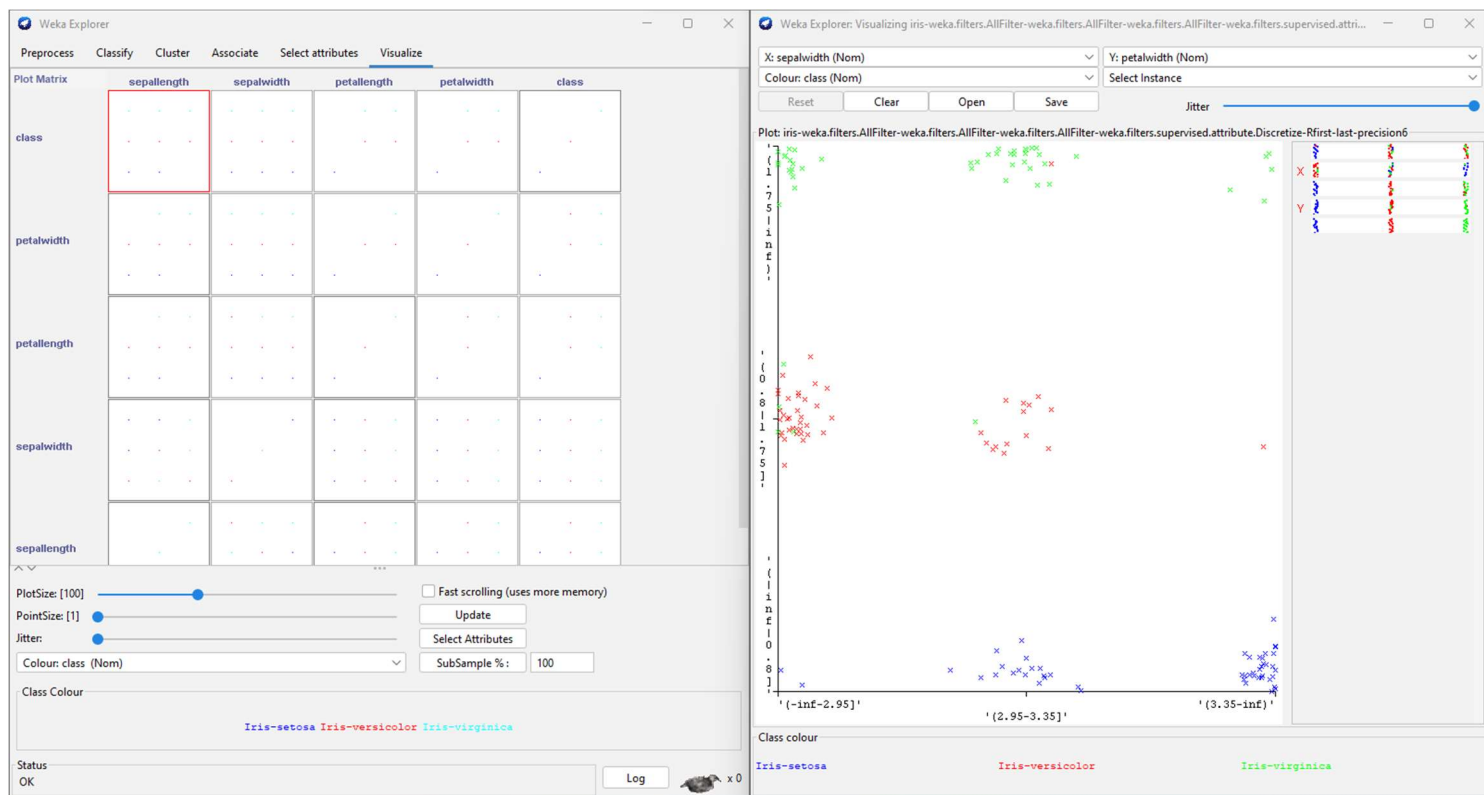 Weka Explorer
Preprocess Classify Cluster Associate Select attributes Visualize
Plot Matrix sepallength sepalwidth petallength petalwidth class
class
petalwidth
petallength
sepalwidth
sepallength
PlotSize: [100]
Fast scrolling (uses more memory)
PointSize: [1]
Update
Jitter:
Select Attributes
Colour: class (Nom)
SubSample % :
100
Class Colour
Iris-setosa Iris-versicolor Iris-virginica
Status
OK
Log
x 0
Weka Explorer: Visualizing iris-weka.filters.AllFilter-weka.filters.AllFilter-weka.filters.AllFilter-weka.filters.supervised.attri...
X: sepalwidth (Nom)
Y: petalwidth (Nom)
Colour: class (Nom)
Select Instance
Reset Clear Open Save
Jitter
Plot: iris-weka.filters.AllFilter-weka.filters.AllFilter-weka.filters.AllFilter-weka.filters.supervised.attribute.Discretize-Rfirst-last-precision6
'(1.75|inf)'
'(0.8|1.75]'
'(|inf|0.8]'
X
Y
'(-inf-2.95]'
'(2.95-3.35]'
'(3.35-inf)'
Class colour
Iris-setosa Iris-versicolor Iris-virginica